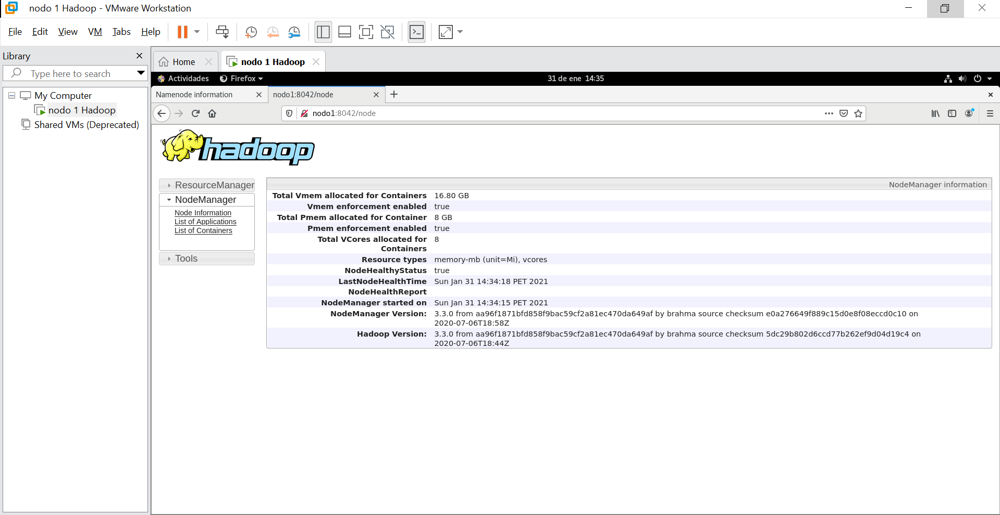 nodo 1 Hadoop - VMware Workstation
File Edit View VM Tabs Help
Library
Type here to search
My Computer
nodo 1 Hadoop
Shared VMs (Deprecated)
Home
nodo 1 Hadoop
Actividades Firefox 31 de ene 14:35
Namenode information
nodo1:8042/node
nodo1:8042/node
hadoop
ResourceManager
NodeManager
Node Information
List of Applications
List of Containers
Tools
NodeManager information
Total Vmem allocated for Containers 16.80 GB
Vmem enforcement enabled true
Total Pmem allocated for Container 8 GB
Pmem enforcement enabled true
Total VCores allocated for 8
Containers
Resource types memory-mb (unit=Mi), vcores
NodeHealthyStatus true
LastNodeHealthTime Sun Jan 31 14:34:18 PET 2021
NodeHealthReport
NodeManager started on Sun Jan 31 14:34:15 PET 2021
NodeManager Version: 3.3.0 from aa96f1871bfd858f9bac59cf2a81ec470da649af by brahma source checksum e0a276649f889c15d0e8f08eccd0c10 on
2020-07-06T18:58Z
Hadoop Version: 3.3.0 from aa96f1871bfd858f9bac59cf2a81ec470da649af by brahma source checksum 5dc29b802d6ccd77b262ef9d04d19c4 on
2020-07-06T18:44Z